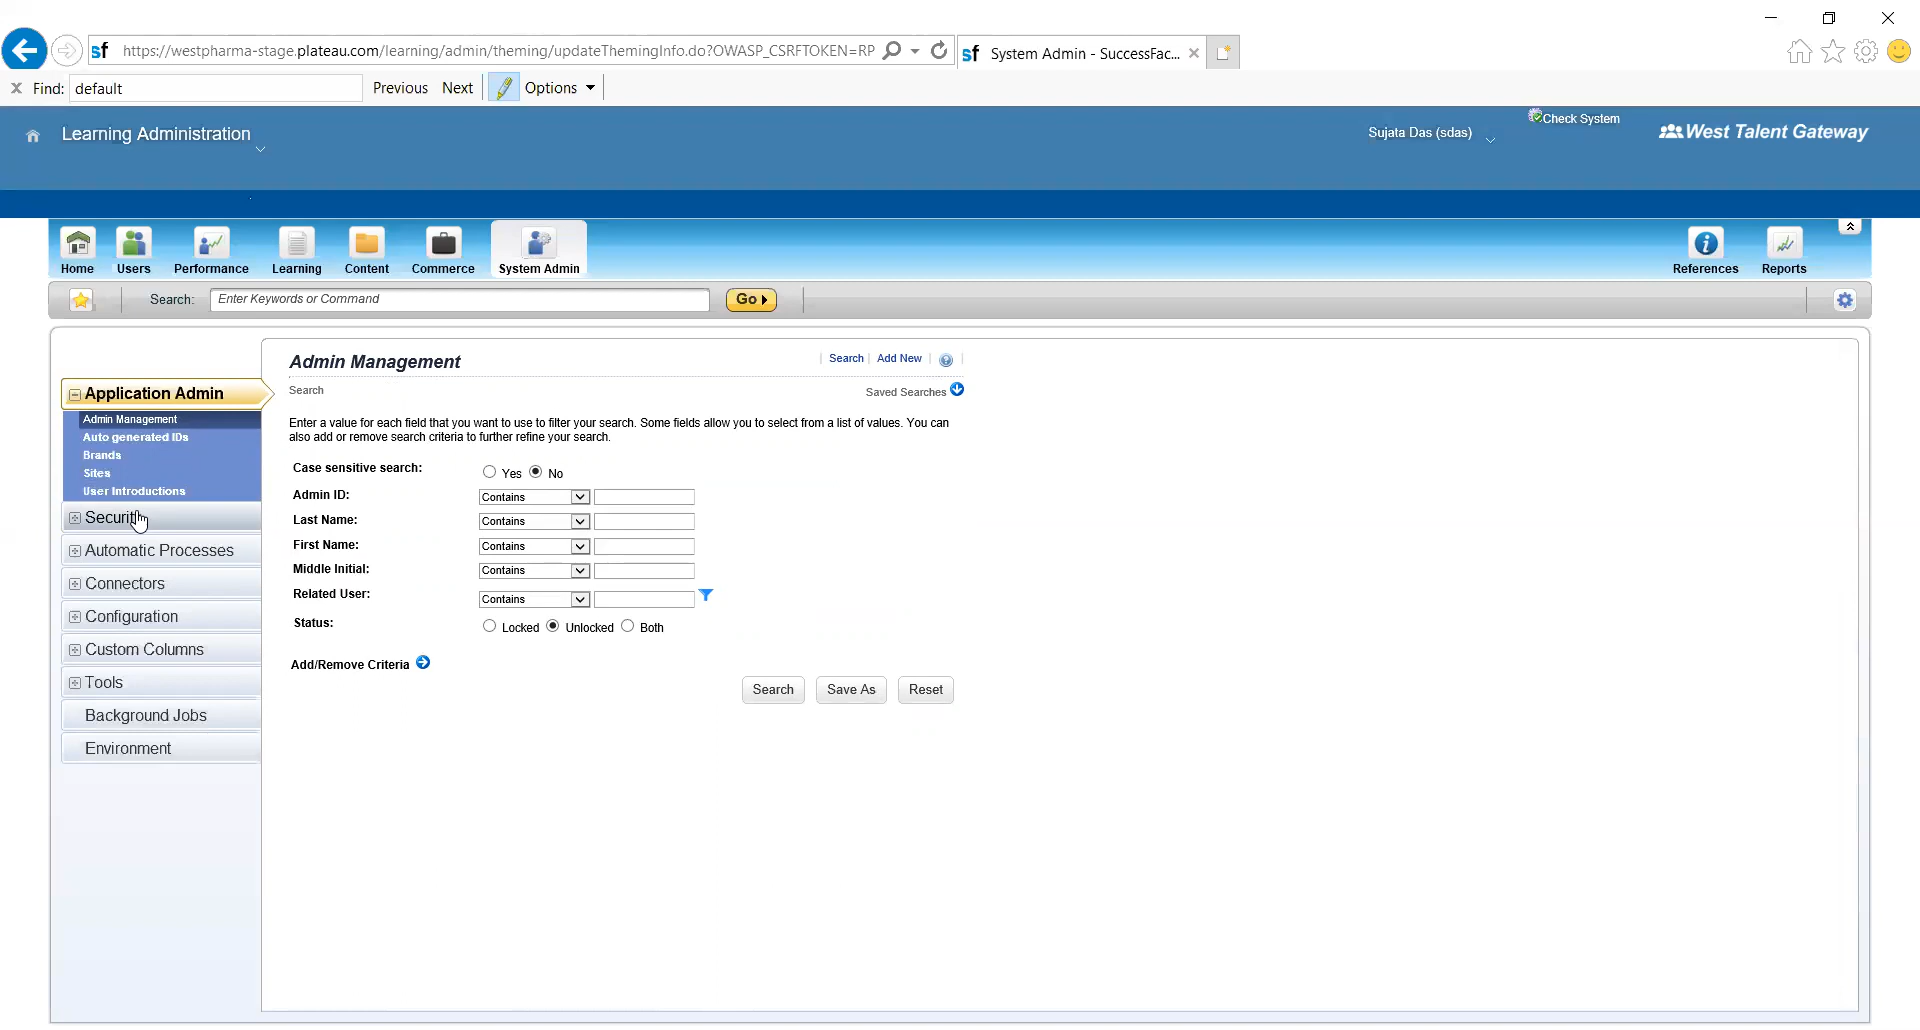 sf https://westpharma-stage.plateau.com/learning/admin/theming/updateThemingInfo.do?OWASP_CSRFTOKEN=RP
sf System Admin - SuccessFac...
X Find: default Previous Next Options
Learning Administration
Sujata Das (sdas)
Check System
West Talent Gateway
Home Users Performance Learning Content Commerce System Admin References Reports
Search: Enter Keywords or Command Go
Application Admin
Admin Management
Auto generated IDs
Brands
Sites
User Introductions
Security
Automatic Processes
Connectors
Configuration
Custom Columns
Tools
Background Jobs
Environment
Admin Management
Search Add New
Search
Saved Searches
Enter a value for each field that you want to use to filter your search. Some fields allow you to select from a list of values. You can
also add or remove search criteria to further refine your search.
Case sensitive search: Yes No
Admin ID: Contains
Last Name: Contains
First Name: Contains
Middle Initial: Contains
Related User: Contains
Status: Locked Unlocked Both
Add/Remove Criteria
Search Save As Reset